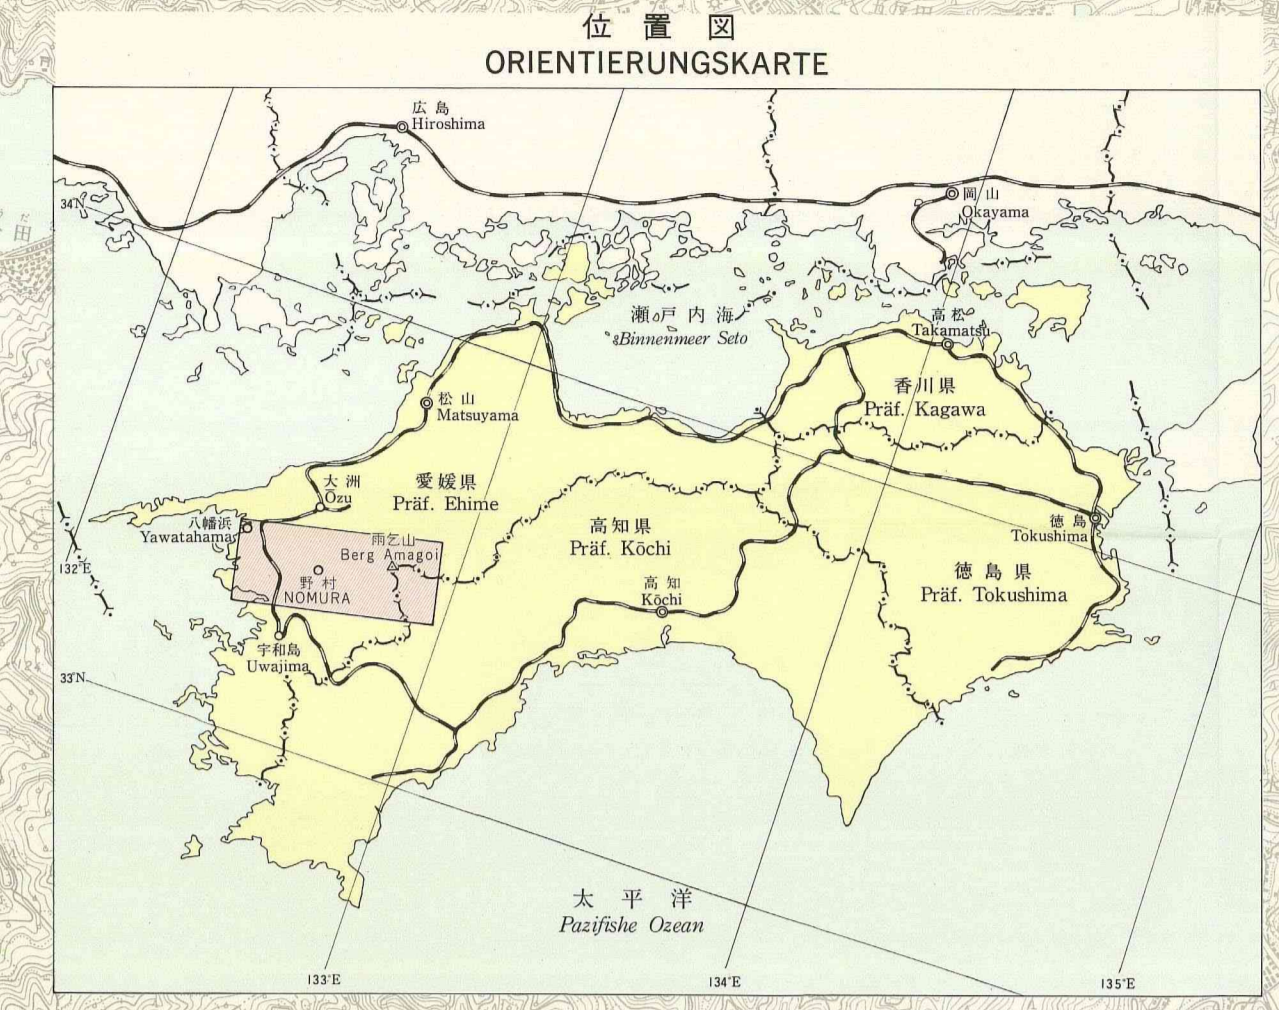 位置図
ORIENTIERUNGSKARTE
広島
Hiroshima
岡山
Okayama
34°N
瀬戸内海
Binnenmeer Seto
高松
Takamatsu
香川県
Präf. Kagawa
松山
Matsuyama
大洲
Ozu
愛媛県
Präf. Ehime
八幡浜
Yawatahama
雨乞山
Berg Amagoi
高知県
Präf. Kōchi
徳島
Tokushima
132°E
野村
NOMURA
高知
Kōchi
徳島県
Präf. Tokushima
宇和島
Uwajima
33°N
太平洋
Pazifishe Ozean
133°E
134°E
135°E
だ
田